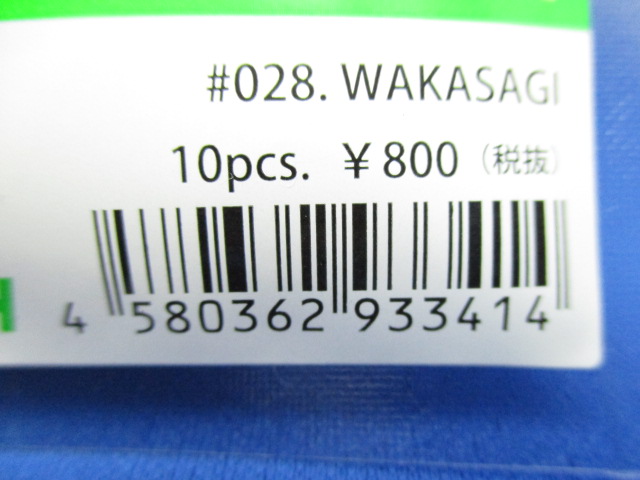 #028. WAKASAGI
10pcs. ¥800 (税抜)
4 580362 933414